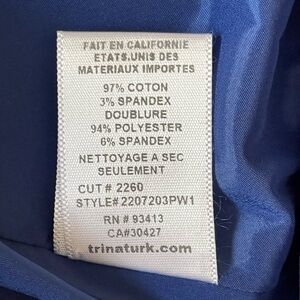 FAIT EN CALIFORNIE
ETATS.UNIS DES
MATERIAUX IMPORTES
97% COTON
3% SPANDEX
DOUBLURE
94% POLYESTER
6% SPANDEX
NETTOYAGE A SEC
SEULEMENT
CUT # 2260
STYLE# 2207203PW1
RN # 93413
CA#30427
trinaturk.com